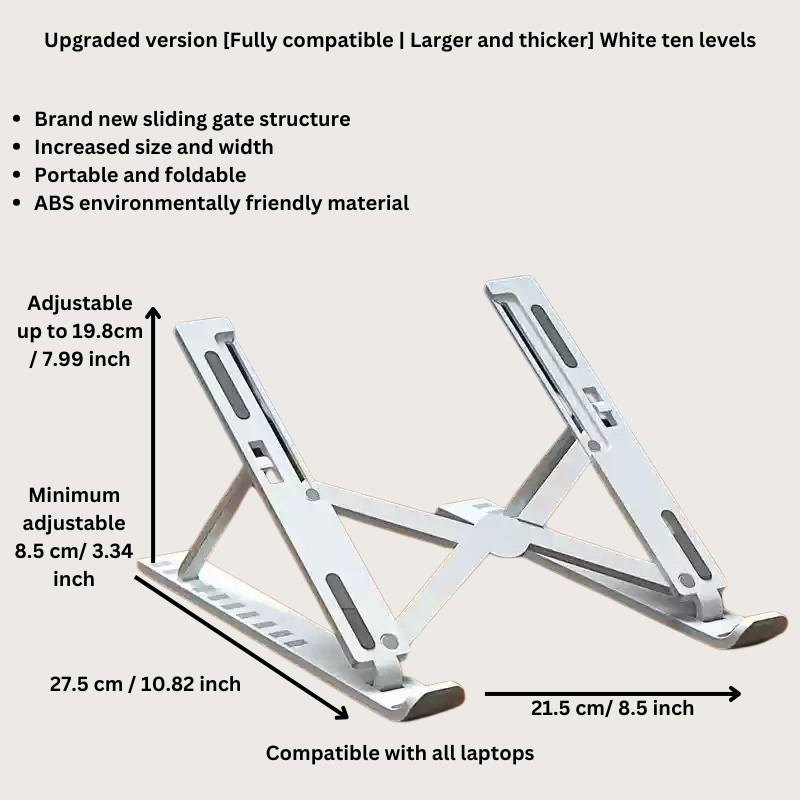 Upgraded version [Fully compatible | Larger and thicker] White ten levels
• Brand new sliding gate structure
• Increased size and width
• Portable and foldable
• ABS environmentally friendly material
Adjustable
up to 19.8cm
/ 7.99 inch
Minimum
adjustable
8.5 cm/ 3.34
inch
27.5 cm / 10.82 inch
21.5 cm/ 8.5 inch
Compatible with all laptops